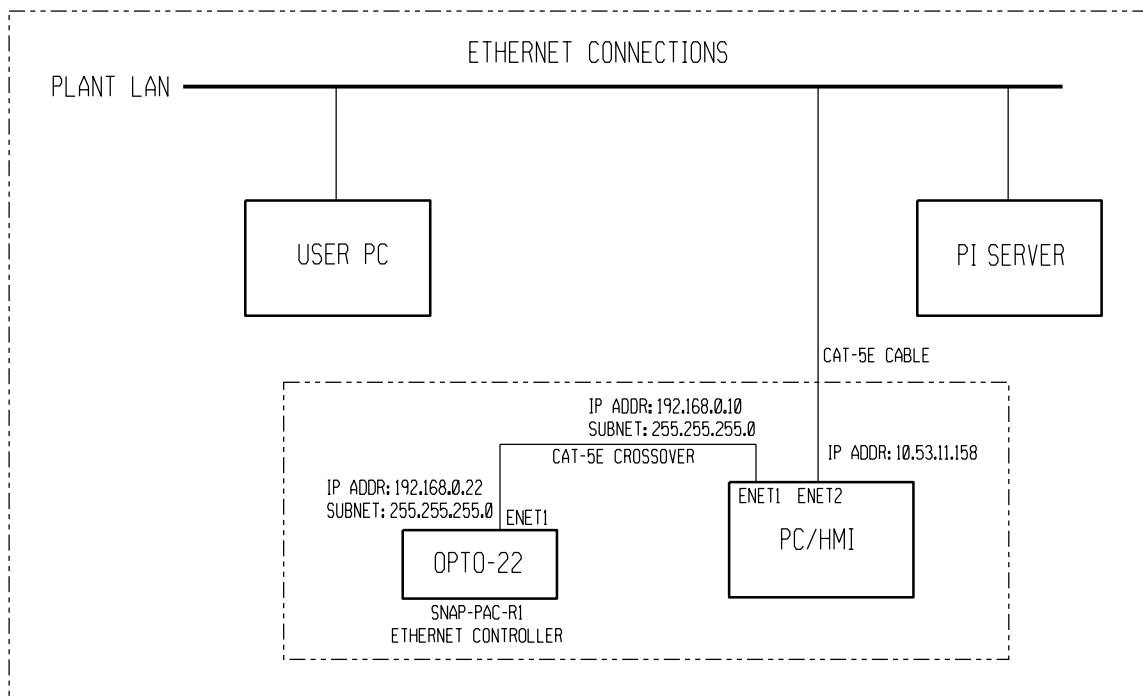 ETHERNET CONNECTIONS
PLANT LAN
USER PC
PI SERVER
CAT-5E CABLE
IP ADDR: 192.168.0.10
SUBNET: 255.255.255.0
CAT-5E CROSSOVER
IP ADDR: 10.53.11.158
IP ADDR: 192.168.0.22
SUBNET: 255.255.255.0
ENET1
ENET1 ENET2
PC/HMI
OPTO-22
SNAP-PAC-R1
ETHERNET CONTROLLER